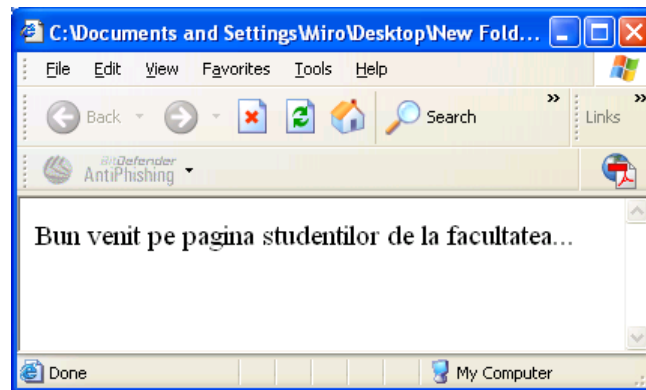 C:\Documents and Settings\Miro\Desktop\New Fold...
File Edit View Favorites Tools Help
Back Search » Links »
BitDefender
AntiPhishing
Bun venit pe pagina studentilor de la facultatea...
Done My Computer